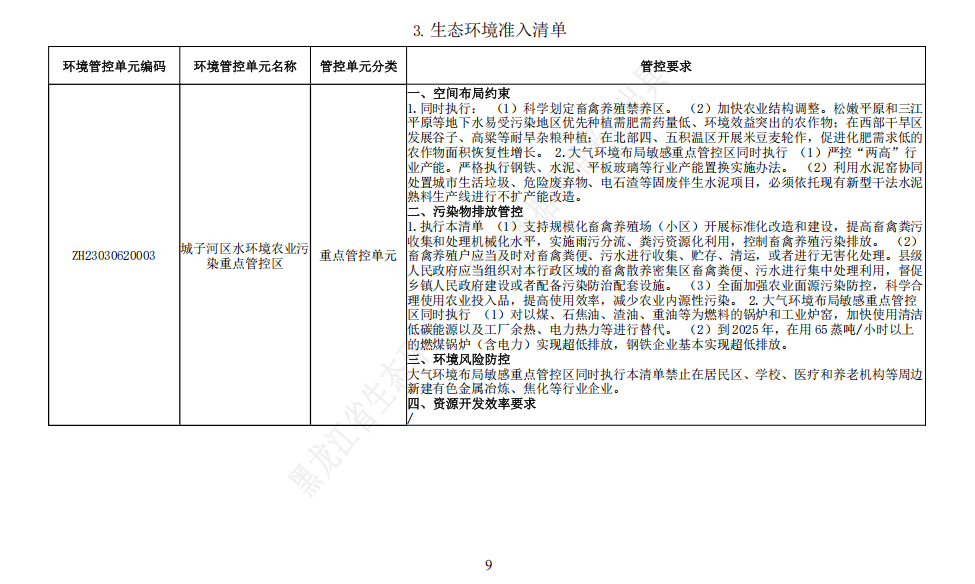 3. 生态环境准入清单
环境管控单元编码 环境管控单元名称 管控单元分类 管控要求
ZH23030620003
城子河区水环境农业污
染重点管控区
重点管控单元
一、空间布局约束
1.同时执行：（1）科学划定畜禽养殖禁养区。（2）加快农业结构调整。松嫩平原和三江
平原等地下水易受污染地区优先种植需肥需药量低、环境效益突出的农作物；在西部干旱区
发展谷子、高粱等耐旱杂粮种植；在北部四、五积温区开展米豆麦轮作，促进化肥需求低的
农作物面积恢复性增长。 2.大气环境布局敏感重点管控区同时执行 （1）严控“两高”行
业产能。严格执行钢铁、水泥、平板玻璃等行业产能置换实施办法。（2）利用水泥窑协同
处置城市生活垃圾、危险废弃物、电石渣等固废伴生水泥项目，必须依托现有新型干法水泥
熟料生产线进行不扩产能改造。
二、污染物排放管控
1.执行本清单 （1）支持规模化畜禽养殖场（小区）开展标准化改造和建设，提高畜禽粪污
收集和处理机械化水平，实施雨污分流、粪污资源化利用，控制畜禽养殖污染排放。（2）
畜禽养殖户应当及时对畜禽粪便、污水进行收集、贮存、清运，或者进行无害化处理。县级
人民政府应当组织对本行政区域的畜禽散养密集区畜禽粪便、污水进行集中处理利用，督促
乡镇人民政府建设或者配备污染防治配套设施。（3）全面加强农业面源污染防控，科学合
理使用农业投入品，提高使用效率，减少农业内源性污染。 2.大气环境布局敏感重点管控
区同时执行 （1）对以煤、石焦油、渣油、重油等为燃料的锅炉和工业炉窑，加快使用清洁
低碳能源以及工厂余热、电力热力等进行替代。（2）到2025年，在用65蒸吨/小时以上
的燃煤锅炉（含电力）实现超低排放，钢铁企业基本实现超低排放。
三、环境风险防控
大气环境布局敏感重点管控区同时执行本清单禁止在居民区、学校、医疗和养老机构等周边
新建有色金属冶炼、焦化等行业企业。
四、资源开发效率要求
/
黑龙江省生态环
9